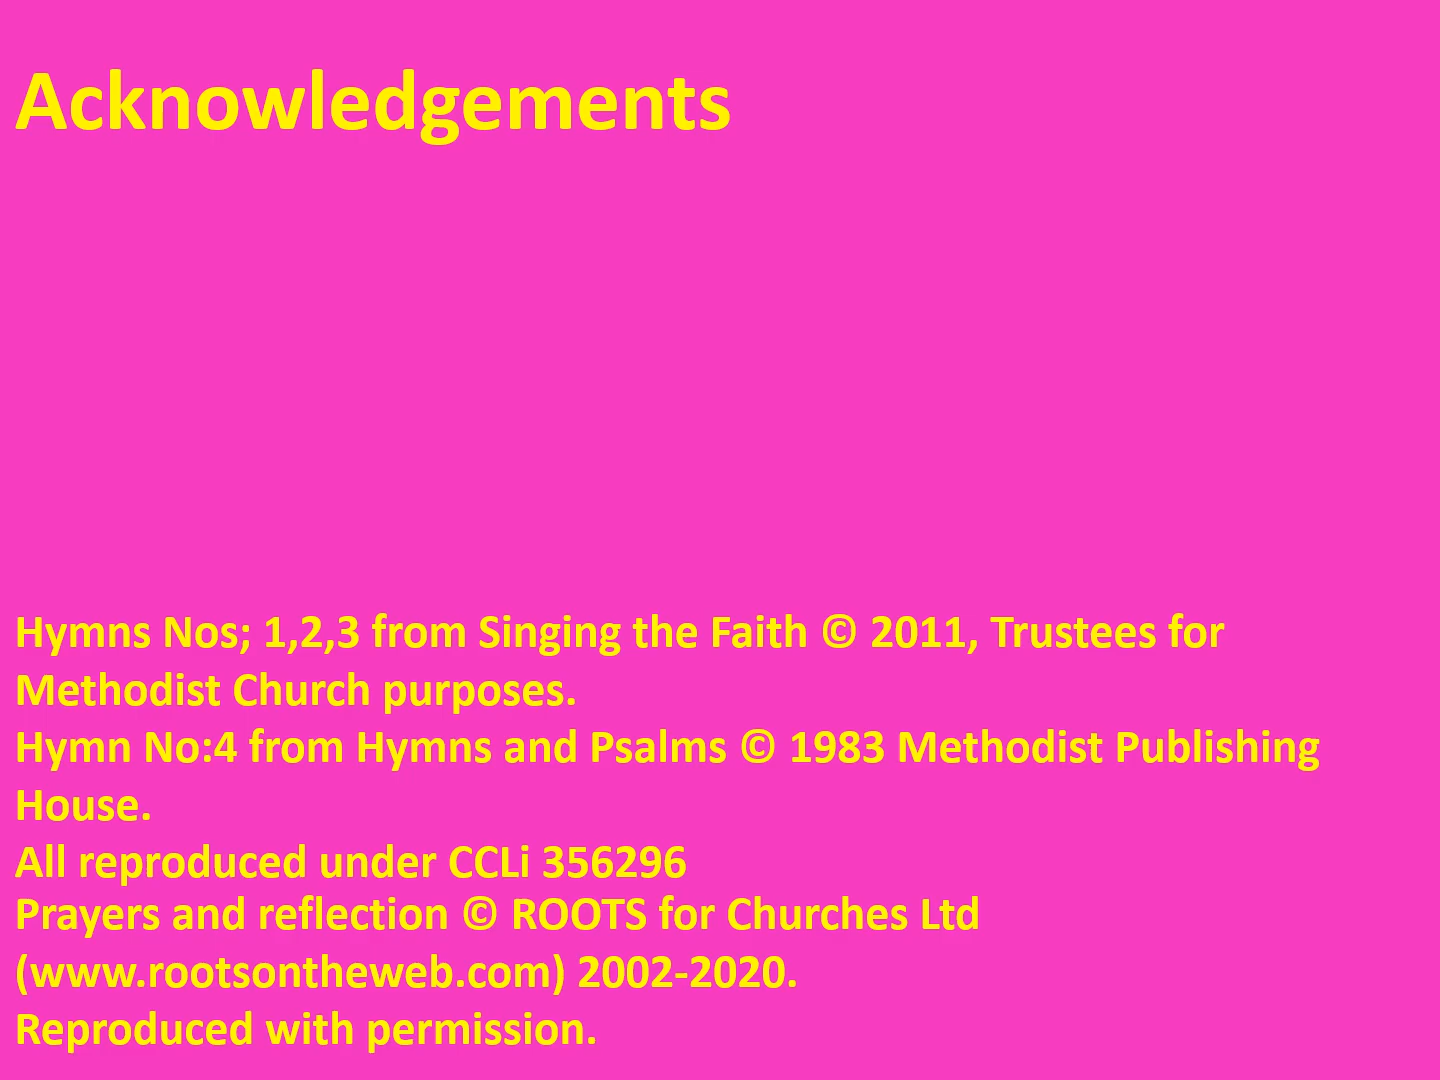 Acknowledgements
Hymns Nos; 1,2,3 from Singing the Faith © 2011, Trustees for
Methodist Church purposes.
Hymn No:4 from Hymns and Psalms © 1983 Methodist Publishing
House.
All reproduced under CCLi 356296
Prayers and reflection © ROOTS for Churches Ltd
(www.rootsontheweb.com) 2002-2020.
Reproduced with permission.